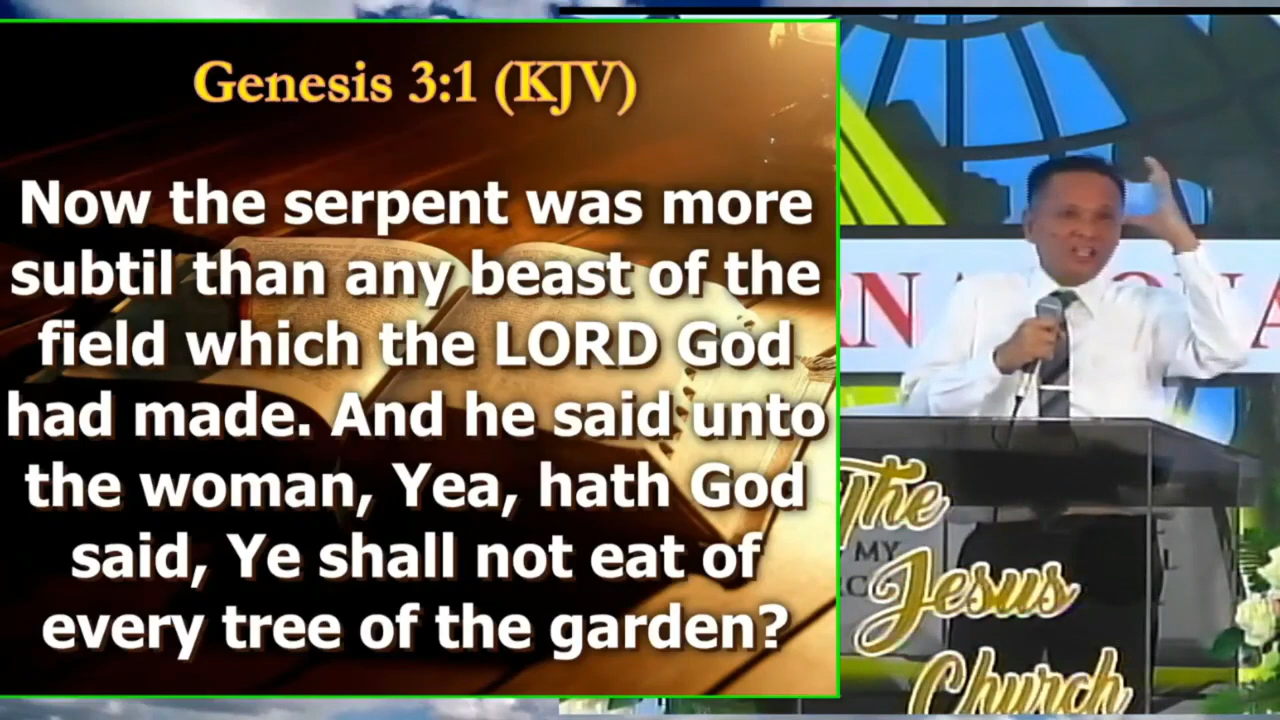 Genesis 3:1 (KJV)
Now the serpent was more
subtil than any beast of the
field which the LORD God
had made. And he said unto
the woman, Yea, hath God
said, Ye shall not eat of
every tree of the garden?
The
MY
Jesus
Church